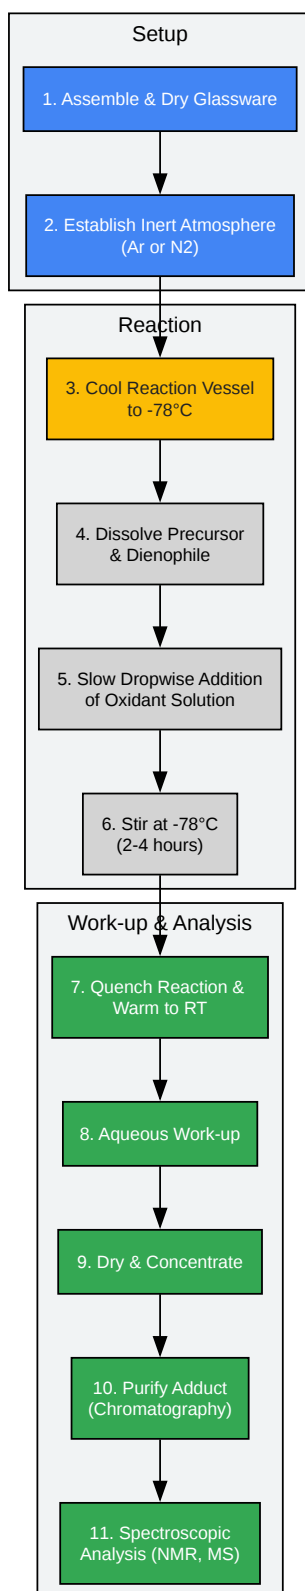 Setup
1. Assemble & Dry Glassware
2. Establish Inert Atmosphere
(Ar or N2)
Reaction
3. Cool Reaction Vessel
to -78°C
4. Dissolve Precursor
& Dienophile
5. Slow Dropwise Addition
of Oxidant Solution
6. Stir at -78°C
(2-4 hours)
Work-up & Analysis
7. Quench Reaction &
Warm to RT
8. Aqueous Work-up
9. Dry & Concentrate
10. Purify Adduct
(Chromatography)
11. Spectroscopic
Analysis (NMR, MS)